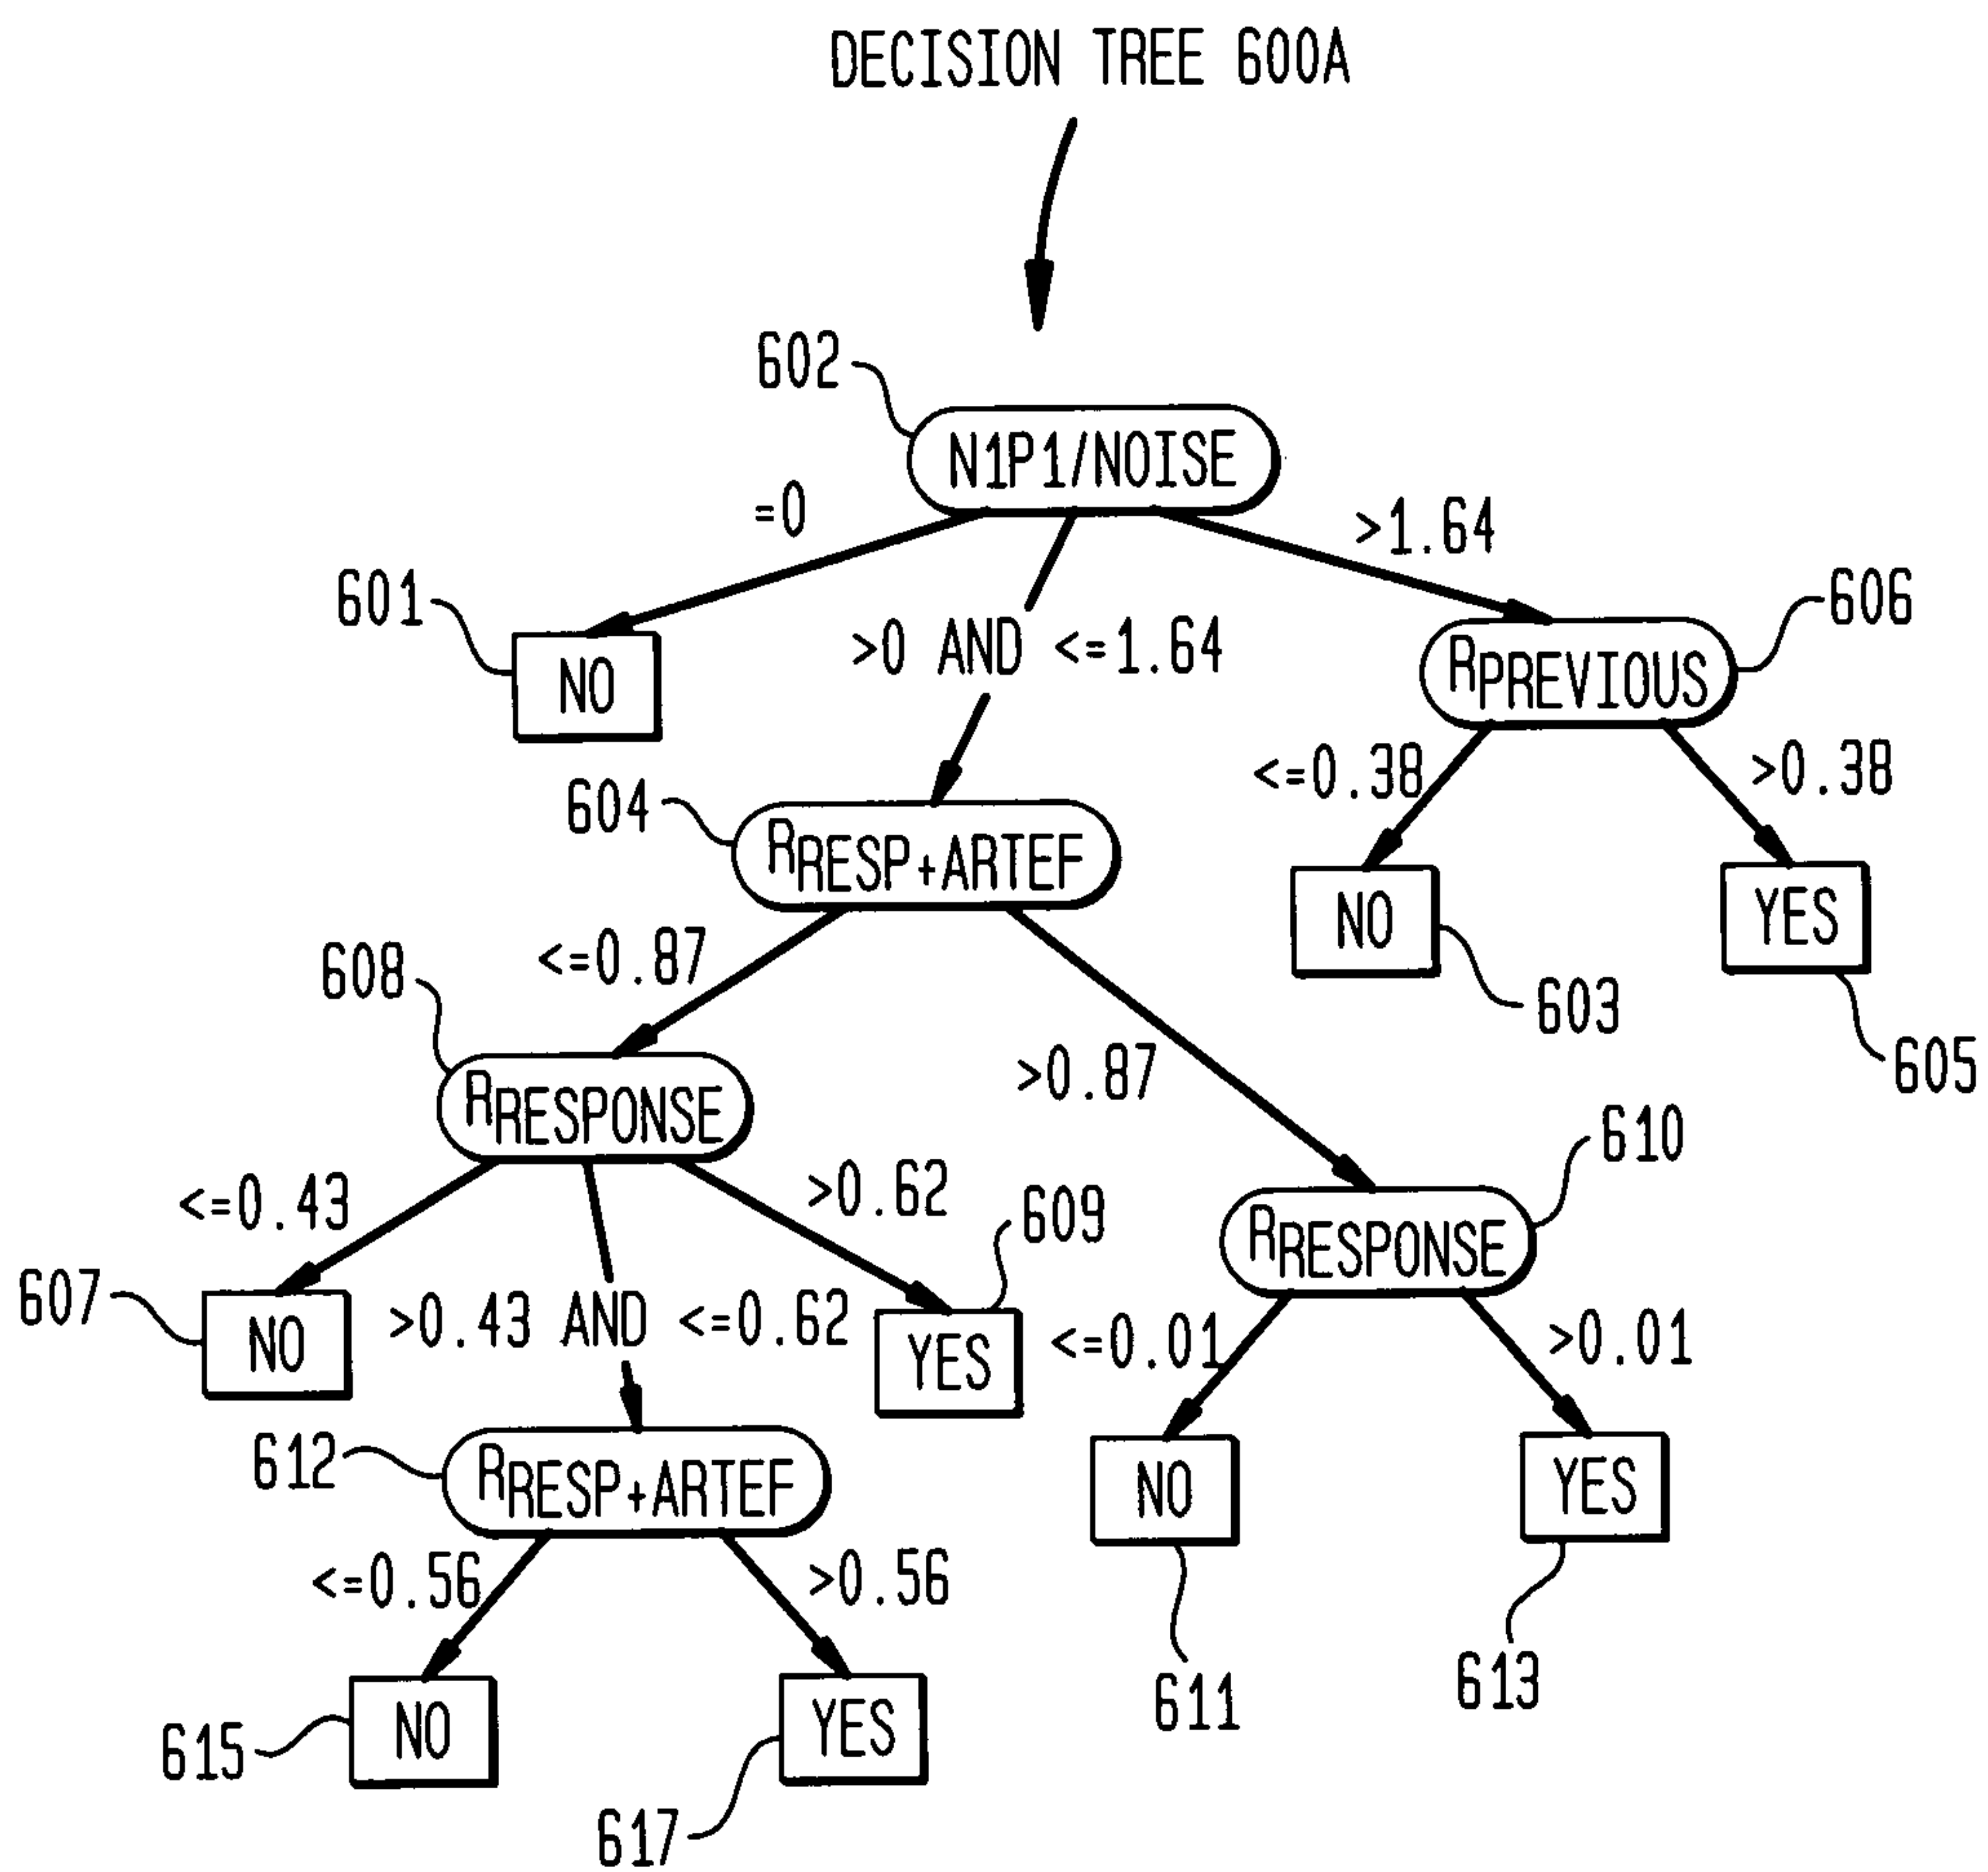 DECISION TREE 600A
602
N1P1/NOISE
=0
>1.64
601
606
NO
>0 AND <=1.64
RPREVIOUS
<=0.38
>0.38
604
RRESP+ARTEF
NO
YES
608
<=0.87
603
>0.87
605
RRESPONSE
610
<=0.43
>0.62
609
RRESPONSE
607
NO
>0.43 AND <=0.62
YES
<=0.01
>0.01
612
RRESP+ARTEF
NO
YES
<=0.56
>0.56
611
613
615
NO
YES
617